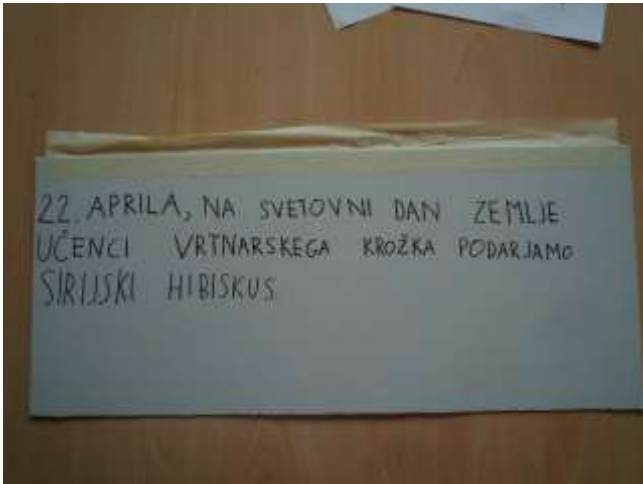 22. APRILA, NA SVETOVNI DAN ZEMLJE
UČENCI VRTNARSKEGA KROŽKA PODARJAMO
SIRIJSKI HIBISKUS